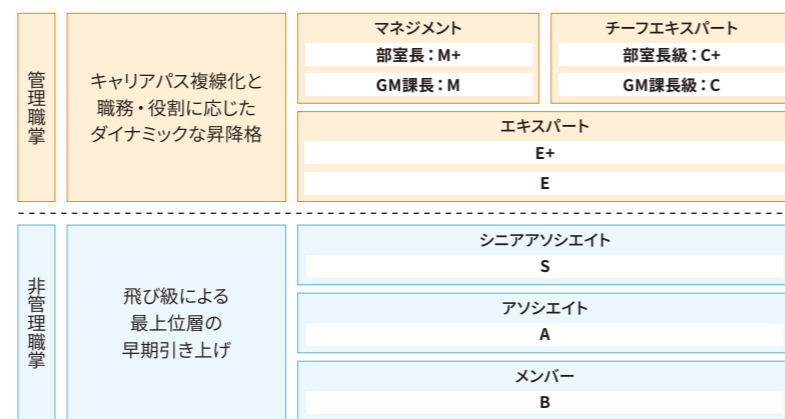 管理職掌
キャリアパス複線化と
職務・役割に応じた
ダイナミックな昇降格
マネジメント
部室長：M+
GM課長：M
チーフエキスパート
部室長級：C+
GM課長級：C
エキスパート
E+
E
非管理職掌
飛び級による
最上位層の
早期引き上げ
シニアアソシエイト
S
アソシエイト
A
メンバー
B